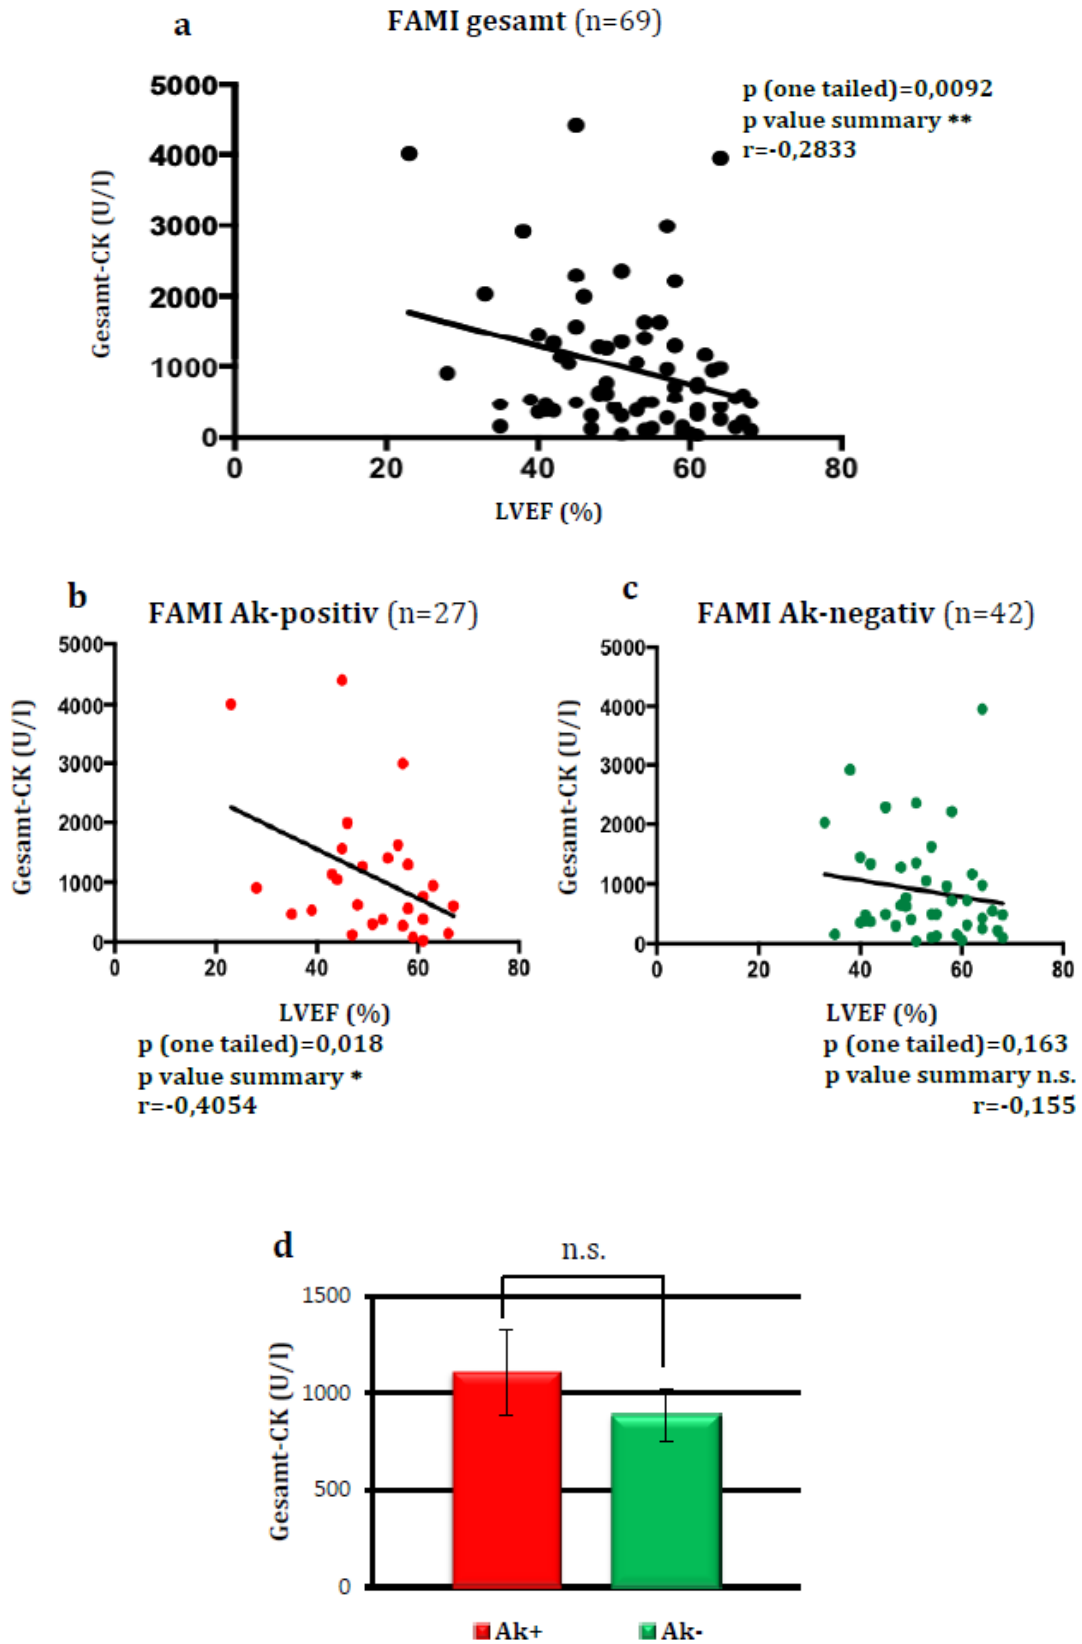 a
FAMI gesamt (n=69)
p (one tailed)=0,0092
p value summary **
r=-0,2833
Gesamt-CK (U/l)
5000
4000
3000
2000
1000
0
0 20 40 60 80
LVEF (%)
b
FAMI Ak-positiv (n=27)
Gesamt-CK (U/l)
5000
4000
3000
2000
1000
0
0 20 40 60 80
LVEF (%)
p (one tailed)=0,018
p value summary *
r=-0,4054
c
FAMI Ak-negativ (n=42)
Gesamt-CK (U/l)
5000
4000
3000
2000
1000
0
0 20 40 60 80
LVEF (%)
p (one tailed)=0,163
p value summary n.s.
r=-0,155
d
n.s.
Gesamt-CK (U/l)
1500
1000
500
0
Ak+ Ak-